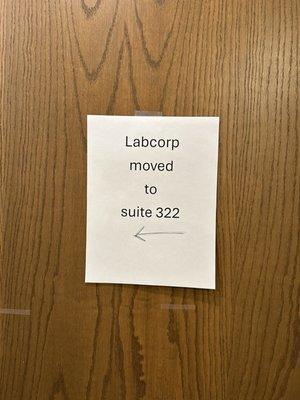 Labcorp
moved
to
suite 322